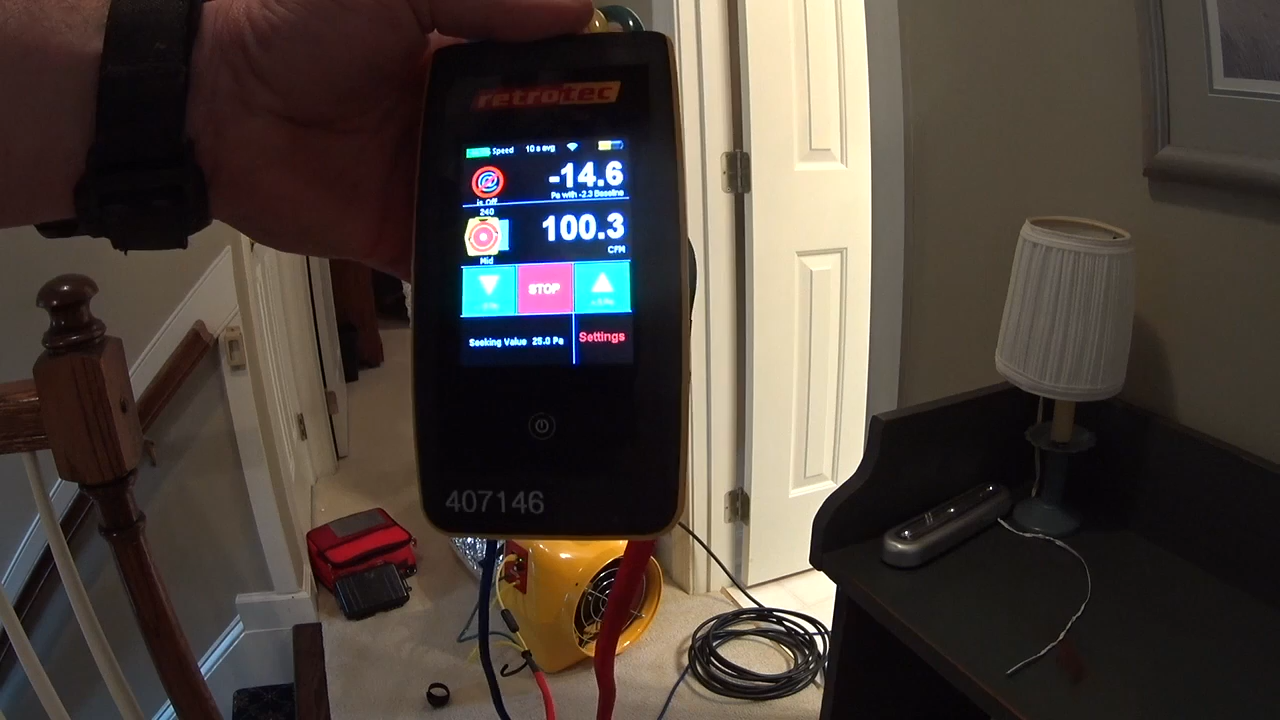 retrotec
Speed 10 s avg
@ -14.6
is Off Pa with -2.3 Baseline
240
100.3
Mid CFM
STOP
Seeking Value 25.0 Pa Settings
407146